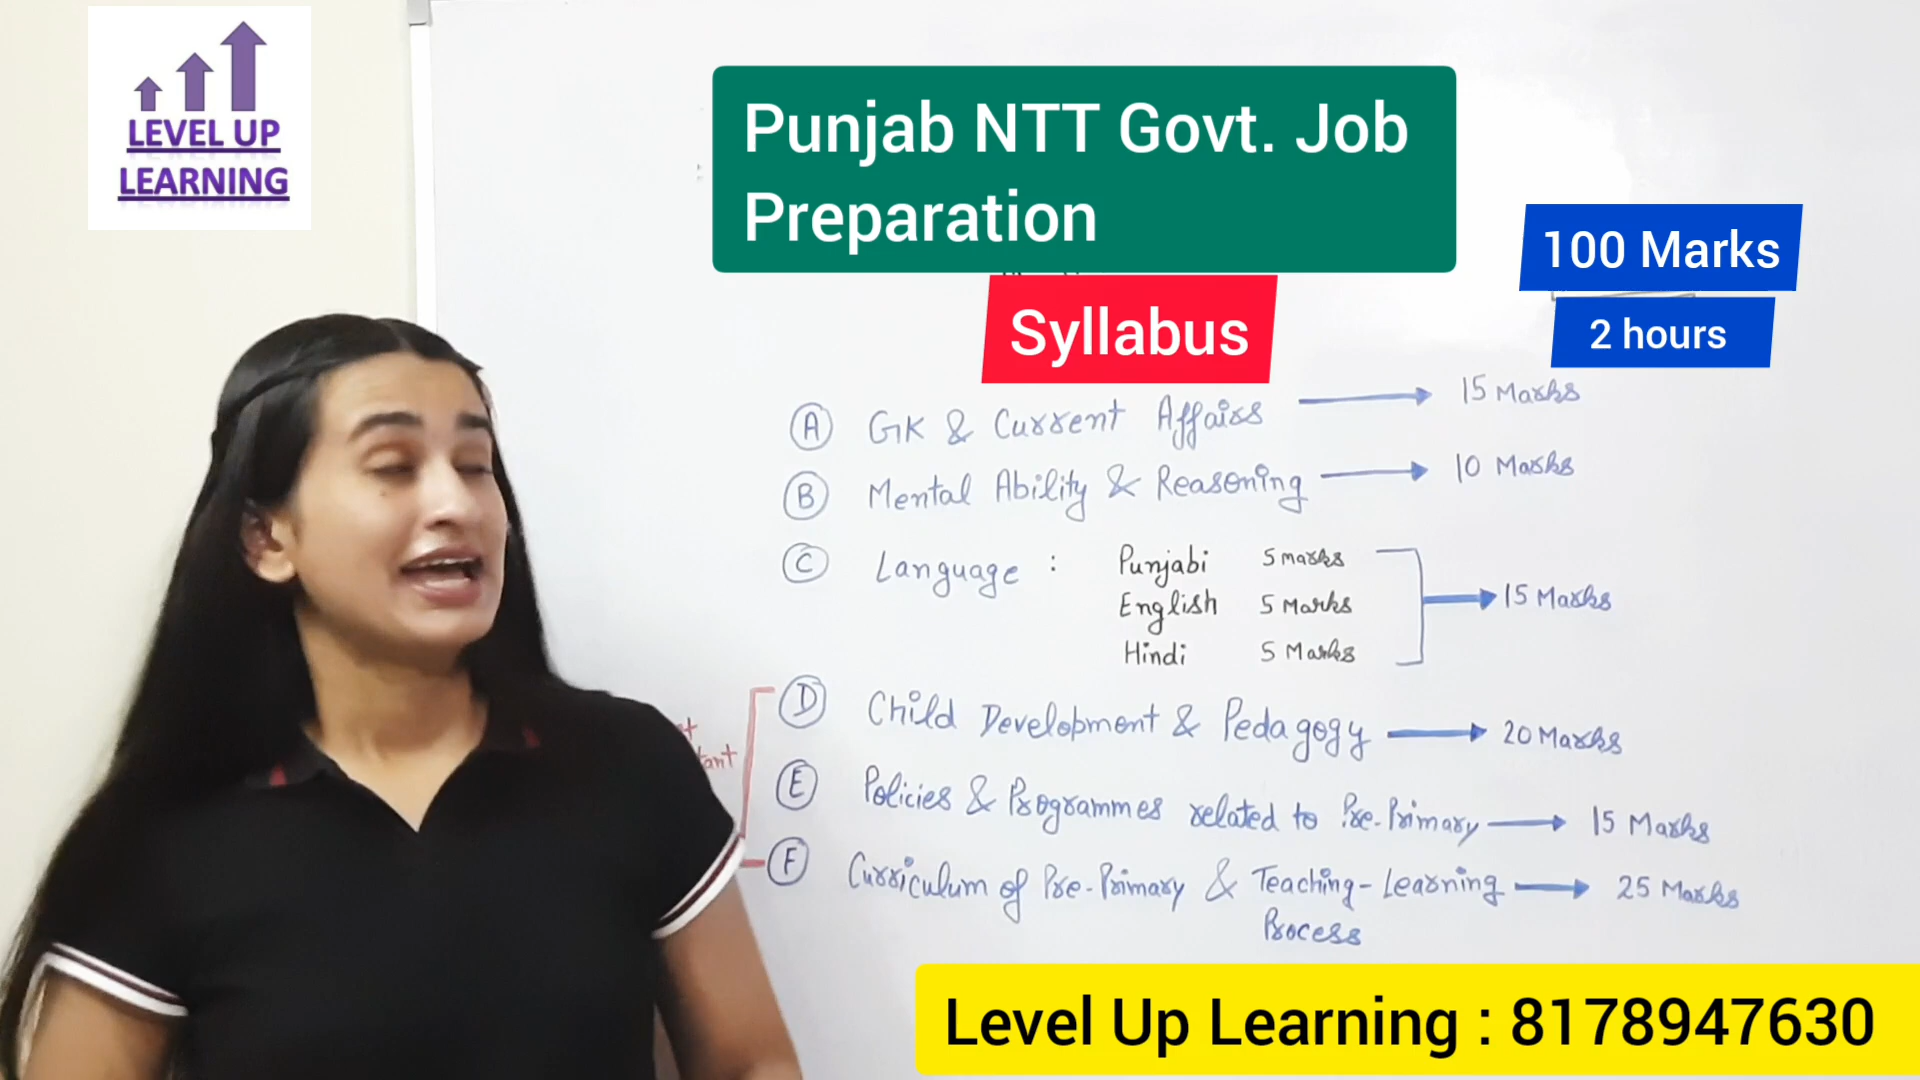 LEVEL UP
LEARNING
Punjab NTT Govt. Job
Preparation
100 Marks
2 hours
Syllabus
A GK & Current Affairs → 15 Marks
B Mental Ability & Reasoning → 10 Marks
C Language : Punjabi 5 marks
English 5 Marks → 15 Marks
Hindi 5 Marks
D Child Development & Pedagogy → 20 Marks
E Policies & Programmes related to Pre-Primary → 15 Marks
F Curriculum of Pre-Primary & Teaching-Learning → 25 Marks
Process
Level Up Learning : 8178947630